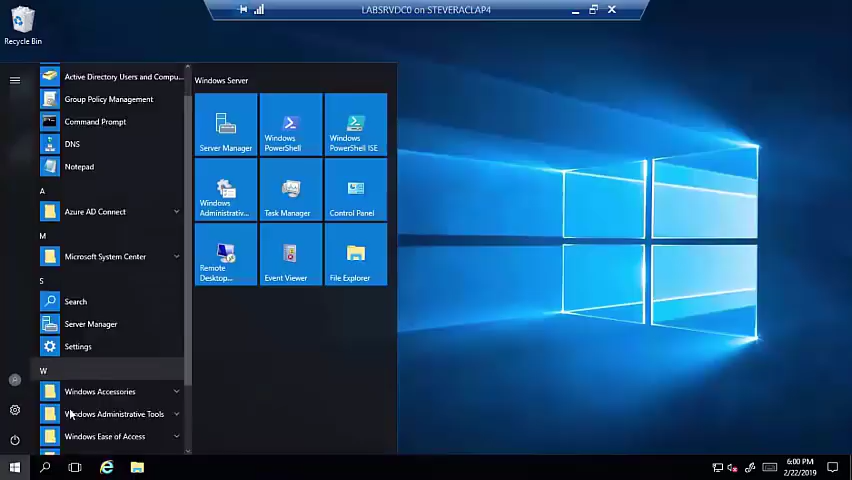 LABSRVDC0 on STEVERACLAP4
Recycle Bin
Active Directory Users and Compu...
Group Policy Management
Command Prompt
DNS
Notepad
A
Azure AD Connect
M
Microsoft System Center
S
Search
Server Manager
Settings
W
Windows Accessories
Windows Administrative Tools
Windows Ease of Access
Windows Server
Server Manager
Windows
PowerShell
Windows
PowerShell ISE
Windows
Administrativ...
Task Manager
Control Panel
Remote
Desktop...
Event Viewer
File Explorer
6:00 PM
2/22/2019